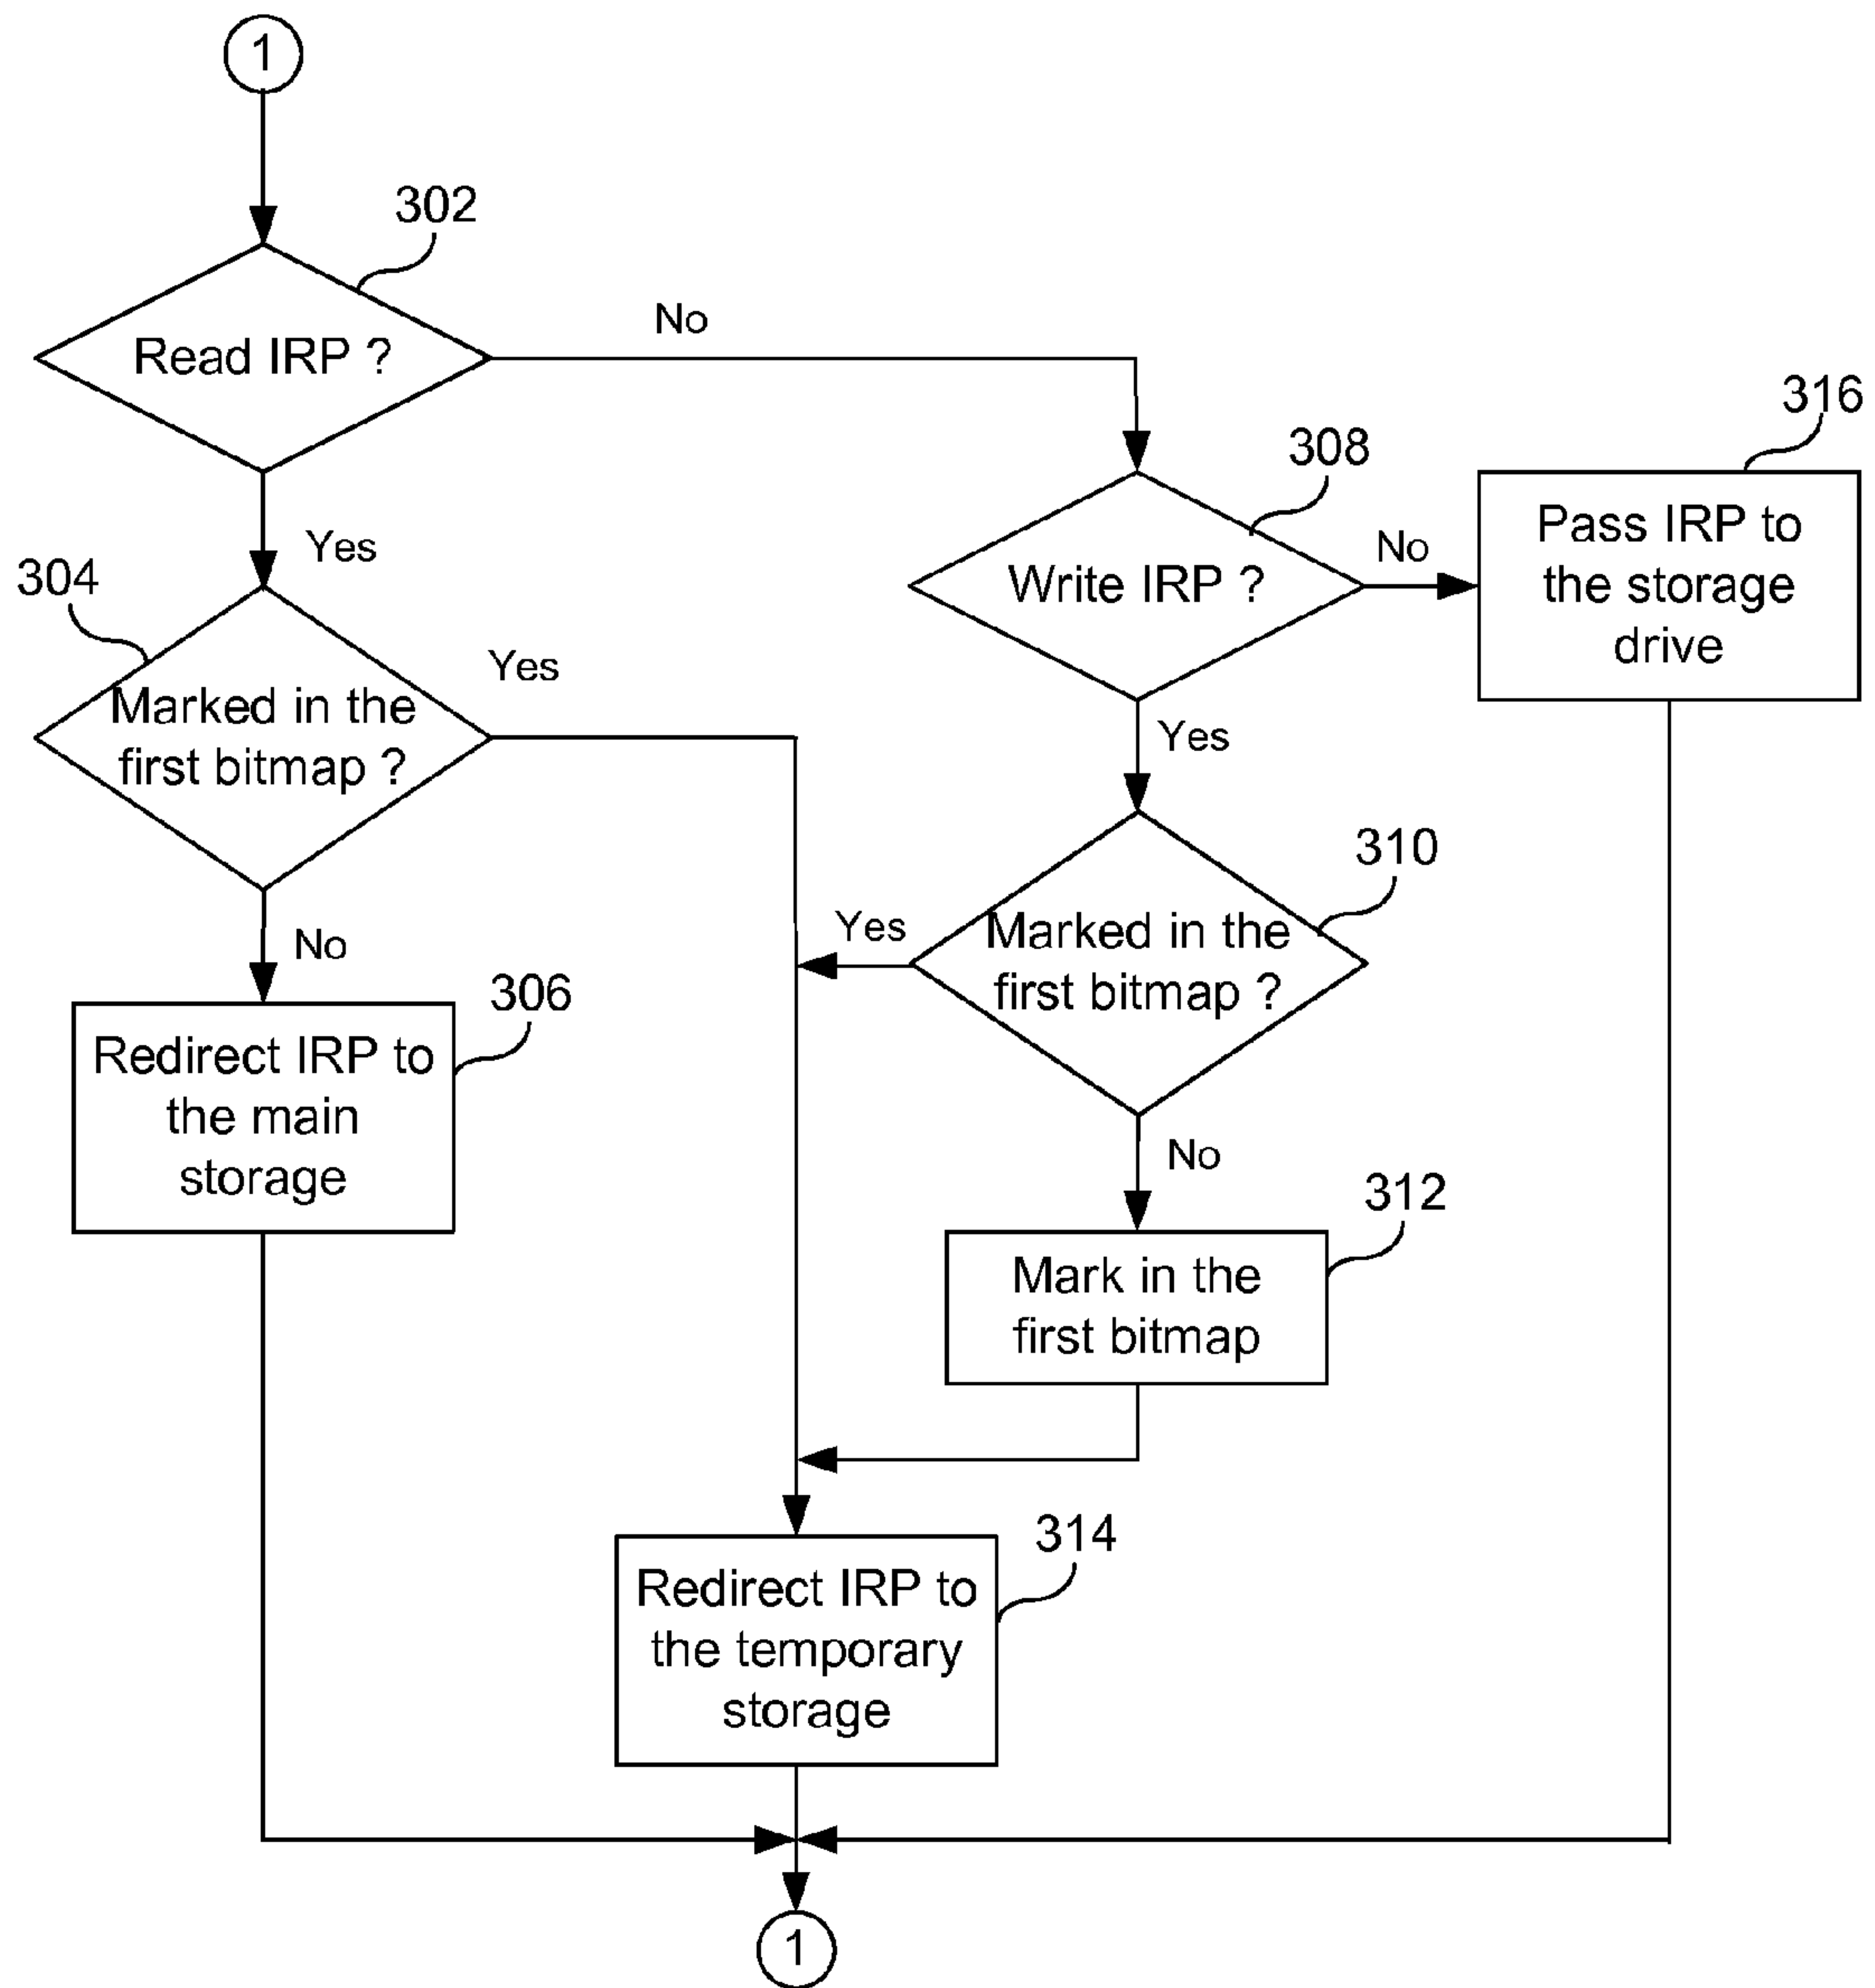 1
302
Read IRP ?
No
316
308
Pass IRP to
the storage
drive
No
Write IRP ?
Yes
304
Yes
Marked in the
first bitmap ?
Yes
310
Yes
Marked in the
first bitmap ?
No
306
Redirect IRP to
the main
storage
No
312
Mark in the
first bitmap
314
Redirect IRP to
the temporary
storage
1